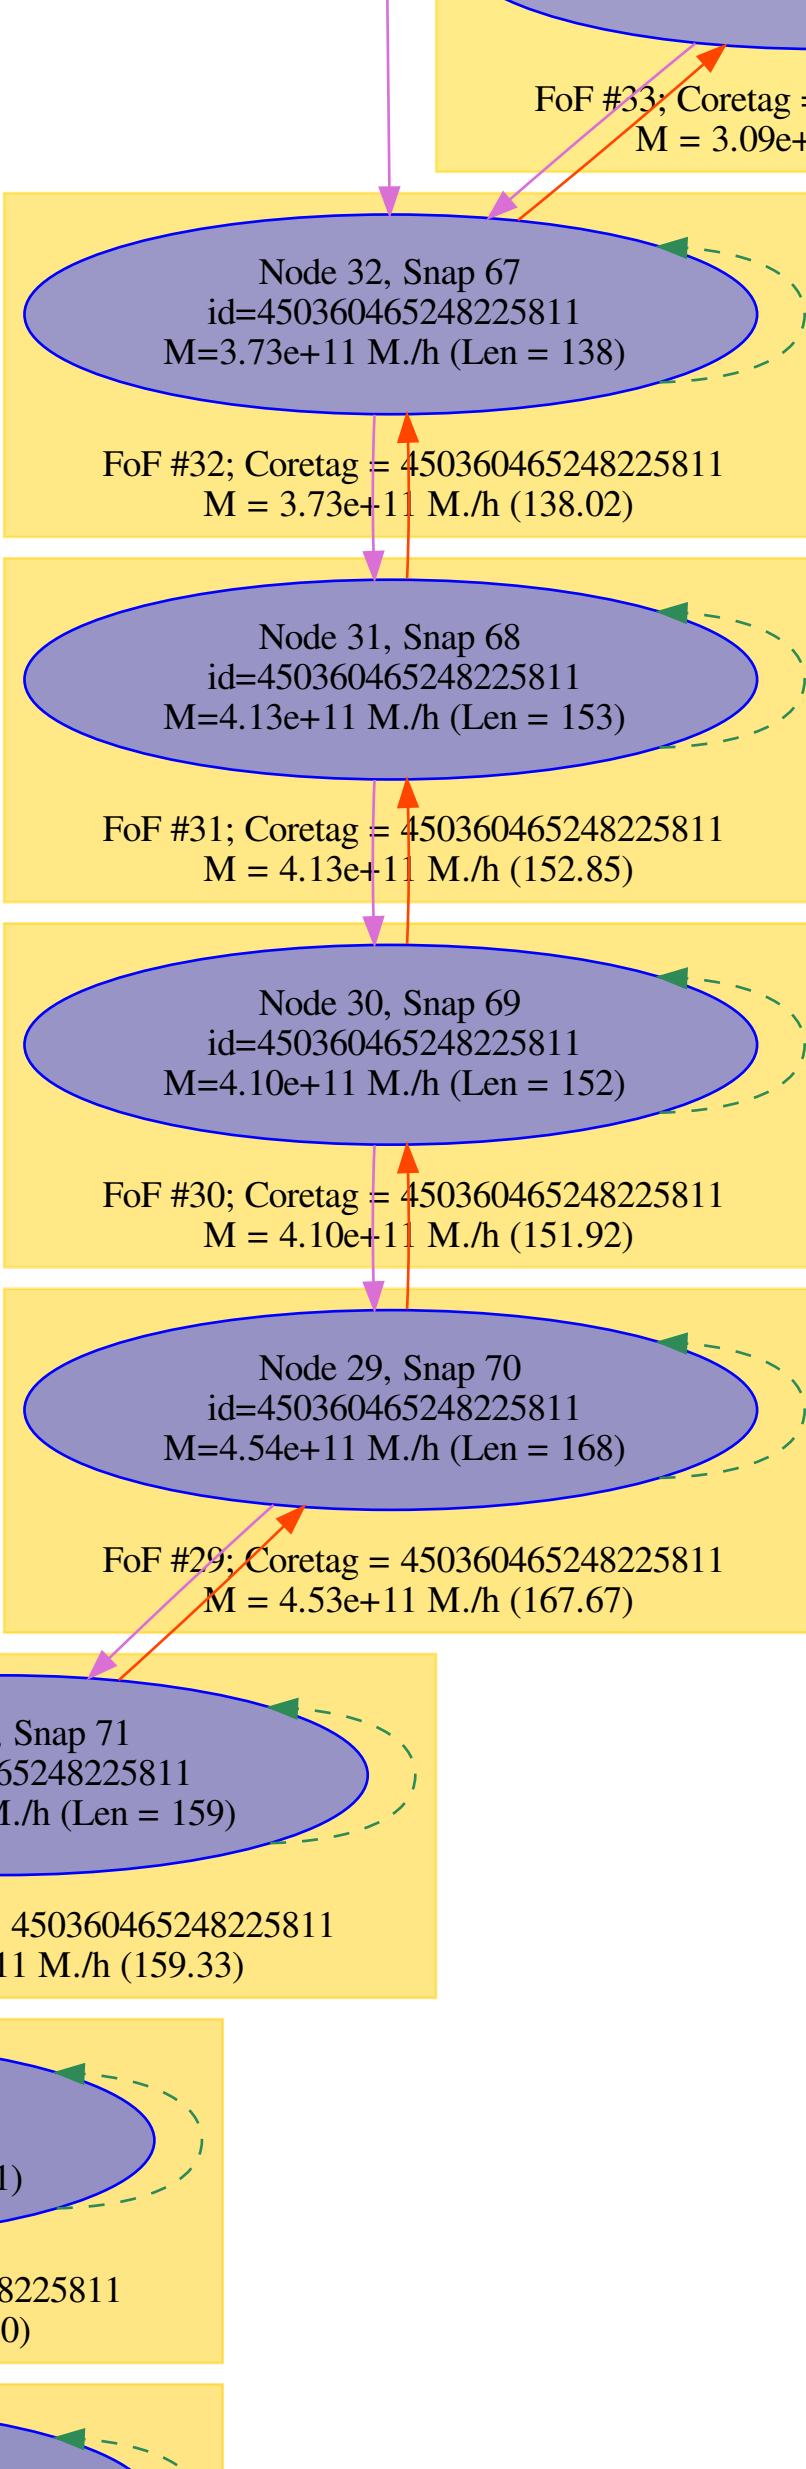 FoF #33; Coretag =
M = 3.09e+
Node 32, Snap 67
id=450360465248225811
M=3.73e+11 M./h (Len = 138)
FoF #32; Coretag = 450360465248225811
M = 3.73e+11 M./h (138.02)
Node 31, Snap 68
id=450360465248225811
M=4.13e+11 M./h (Len = 153)
FoF #31; Coretag = 450360465248225811
M = 4.13e+11 M./h (152.85)
Node 30, Snap 69
id=450360465248225811
M=4.10e+11 M./h (Len = 152)
FoF #30; Coretag = 450360465248225811
M = 4.10e+11 M./h (151.92)
Node 29, Snap 70
id=450360465248225811
M=4.54e+11 M./h (Len = 168)
FoF #29; Coretag = 450360465248225811
M = 4.53e+11 M./h (167.67)
, Snap 71
65248225811
M./h (Len = 159)
450360465248225811
11 M./h (159.33)
1)
8225811
0)